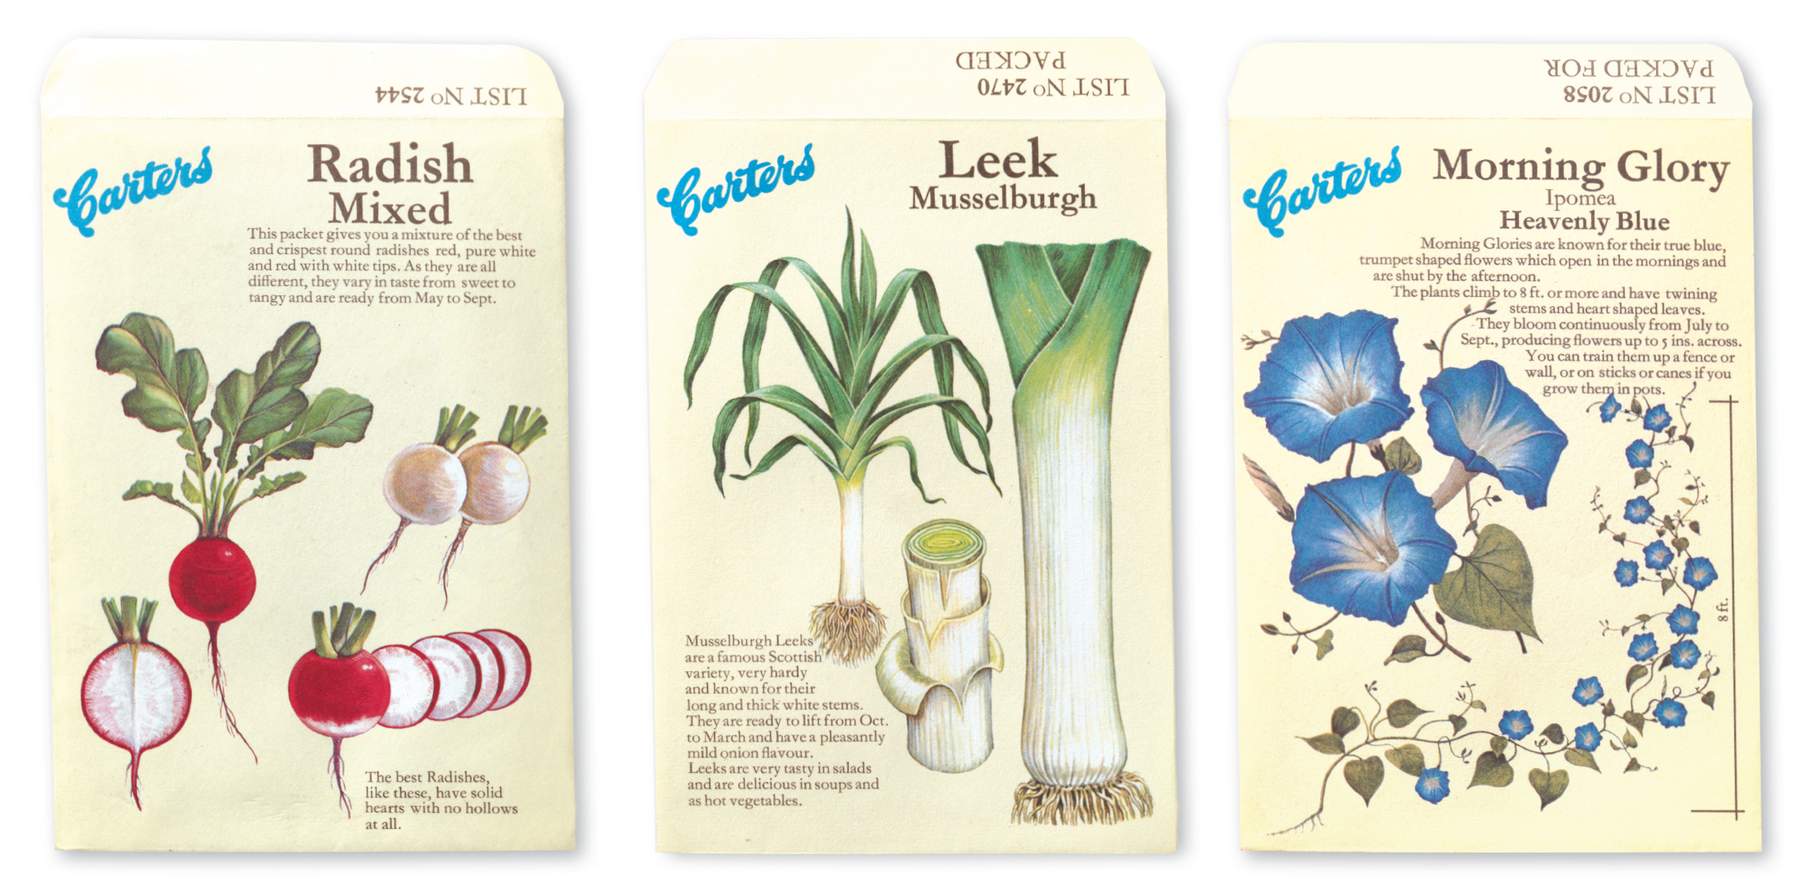 LIST No 2544
Carters
Radish
Mixed
This packet gives you a mixture of the best
and crispest round radishes red, pure white
and red with white tips. As they are all
different, they vary in taste from sweet to
tangy and are ready from May to Sept.
The best Radishes,
like these, have solid
hearts with no hollows
at all.
LIST No 2470
PACKED
Carters
Leek
Musselburgh
Musselburgh Leeks
are a famous Scottish
variety, very hardy
and known for their
long and thick white stems.
They are ready to lift from Oct.
to March and have a pleasantly
mild onion flavour.
Leeks are very tasty in salads
and are delicious in soups and
as hot vegetables.
LIST No 2058
PACKED FOR
Carters
Morning Glory
Ipomea
Heavenly Blue
Morning Glories are known for their true blue,
trumpet shaped flowers which open in the mornings and
are shut by the afternoon.
The plants climb to 8 ft. or more and have twining
stems and heart shaped leaves.
They bloom continuously from July to
Sept., producing flowers up to 5 ins. across.
You can train them up a fence or
wall, or on sticks or canes if you
grow them in pots.
8 ft.